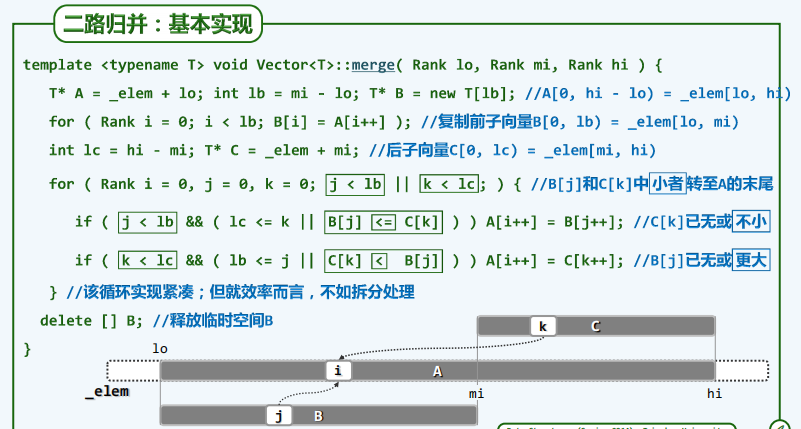 二路归并：基本实现
template <typename T> void Vector<T>::merge( Rank lo, Rank mi, Rank hi ) {
T* A = _elem + lo; int lb = mi - lo; T* B = new T[lb]; //A[0, hi - lo) = _elem[lo, hi)
for ( Rank i = 0; i < lb; B[i] = A[i++] ); //复制前子向量B[0, lb) = _elem[lo, mi)
int lc = hi - mi; T* C = _elem + mi; //后子向量C[0, lc) = _elem[mi, hi)
for ( Rank i = 0, j = 0, k = 0; j < lb || k < lc; ) { //B[j]和C[k]中小者转至A的末尾
if ( j < lb && ( lc <= k || B[j] <= C[k] ) ) A[i++] = B[j++]; //C[k]已无或不小
if ( k < lc && ( lb <= j || C[k] < B[j] ) ) A[i++] = C[k++]; //B[j]已无或更大
} //该循环实现紧凑；但就效率而言，不如拆分处理
delete [] B; //释放临时空间B
}
k C
lo
i A
_elem
mi hi
j B